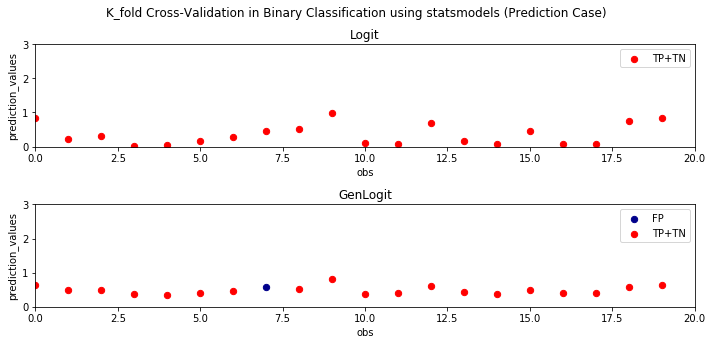 K_fold Cross-Validation in Binary Classification using statsmodels (Prediction Case)
Logit
3
2
1
0
prediction_values
TP+TN
0.0 2.5 5.0 7.5 10.0 12.5 15.0 17.5 20.0
obs
GenLogit
3
2
1
0
prediction_values
FP
TP+TN
0.0 2.5 5.0 7.5 10.0 12.5 15.0 17.5 20.0
obs